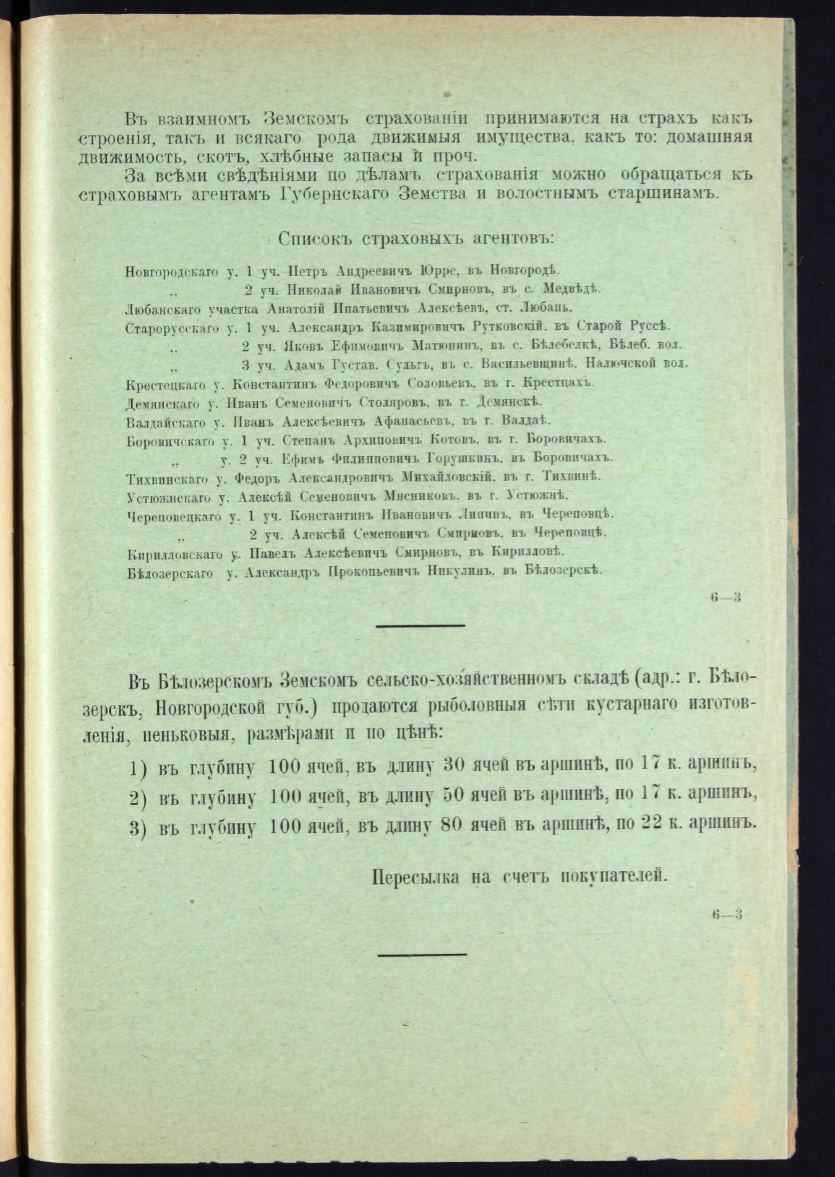 Въ взаимномъ Земскомъ страхованіи принимаются на страхъ какъ
строенія, такъ и всякаго рода движимыя имущества, какъ то: домашняя
движимость, скотъ, хлѣбные запасы и проч.
За всѣми свѣдѣніями по дѣламъ страхованія можно обращаться къ
страховымъ агентамъ Губернскаго Земства и волостнымъ старшинамъ.
Списокъ страховыхъ агентовъ:
Новгородскаго у. 1 уч. Петръ Андреевичъ Юрре, въ Новгородѣ.
„ 2 уч. Николай Ивановичъ Смирновъ, въ с. Медвѣдѣ.
Любанскаго участка Анатолій Ипатьевичъ Алексѣевъ, ст. Любань.
Старорусскаго у. 1 уч. Александръ Казимировичъ Рутковскій, въ Старой Руссѣ.
„ 2 уч. Яковъ Ефимовичъ Матюнинъ, въ с. Бѣлебелкѣ, Бѣлеб. вол.
„ 3 уч. Адамъ Густав. Сульгъ, въ с. Васильевщинѣ, Налючской вол.
Крестецкаго у. Константинъ Федоровичъ Соловьевъ, въ г. Крестцахъ.
Демянскаго у. Иванъ Семеновичъ Столяровъ, въ г. Демянскѣ.
Валдайскаго у. Иванъ Алексѣевичъ Афанасьевъ, въ г. Валдаѣ.
Боровичскаго у. 1 уч. Степанъ Архиповичъ Котовъ, въ г. Боровичахъ.
„ у. 2 уч. Ефимъ Филипповичъ Горушкинъ, въ Боровичахъ.
Тихвинскаго у. Федоръ Александровичъ Михайловскій, въ г. Тихвинѣ.
Устюжнскаго у. Алексѣй Семеновичъ Мясниковъ, въ г. Устюжнѣ.
Череповецкаго у. 1 уч. Константинъ Ивановичъ Липинъ, въ Череповцѣ.
„ 2 уч. Алексѣй Семеновичъ Смирновъ, въ Череповцѣ.
Кирилловскаго у. Павелъ Алексѣевичъ Смирновъ, въ Кирилловѣ.
Бѣлозерскаго у. Александръ Прокопьевичъ Никулинъ, въ Бѣлозерскѣ.
6—3
Въ Бѣлозерскомъ Земскомъ сельско-хозяйственномъ складѣ (адр.: г. Бѣло-
зерскъ, Новгородской губ.) продаются рыболовныя сѣти кустарнаго изготов-
ленія, пеньковыя, размѣрами и по цѣнѣ:
1) въ глубину 100 ячей, въ длину 30 ячей въ аршинѣ, по 17 к. аршинъ,
2) въ глубину 100 ячей, въ длину 50 ячей въ аршинѣ, по 17 к. аршинъ,
3) въ глубину 100 ячей, въ длину 80 ячей въ аршинѣ, по 22 к. аршинъ.
Пересылка на счетъ покупателей.
6—3